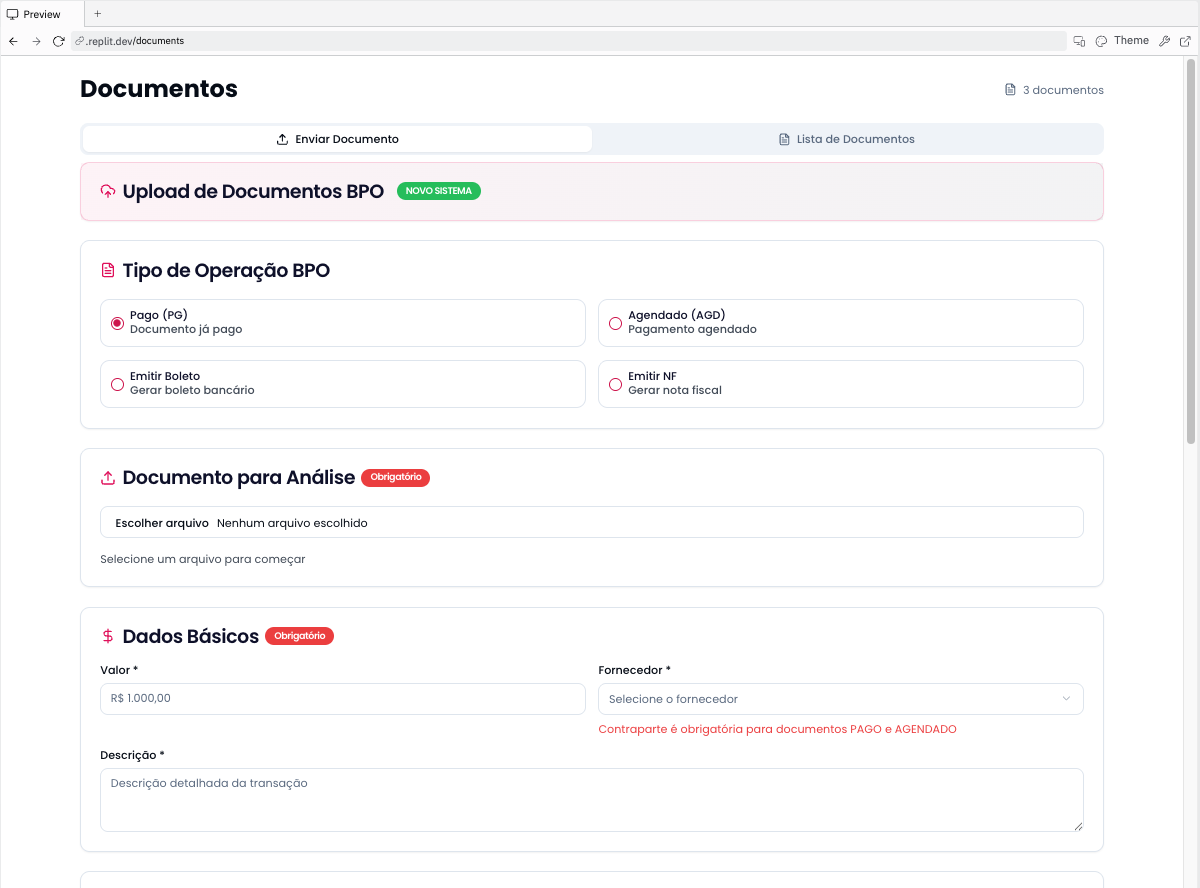 Preview
.replit.dev/documents
Theme
Documentos
3 documentos
Enviar Documento
Lista de Documentos
Upload de Documentos BPO
NOVO SISTEMA
Tipo de Operação BPO
Pago (PG)
Documento já pago
Agendado (AGD)
Pagamento agendado
Emitir Boleto
Gerar boleto bancário
Emitir NF
Gerar nota fiscal
Documento para Análise
Obrigatório
Escolher arquivo Nenhum arquivo escolhido
Selecione um arquivo para começar
Dados Básicos
Obrigatório
Valor *
R$ 1.000,00
Fornecedor *
Selecione o fornecedor
Contraparte é obrigatória para documentos PAGO e AGENDADO
Descrição *
Descrição detalhada da transação